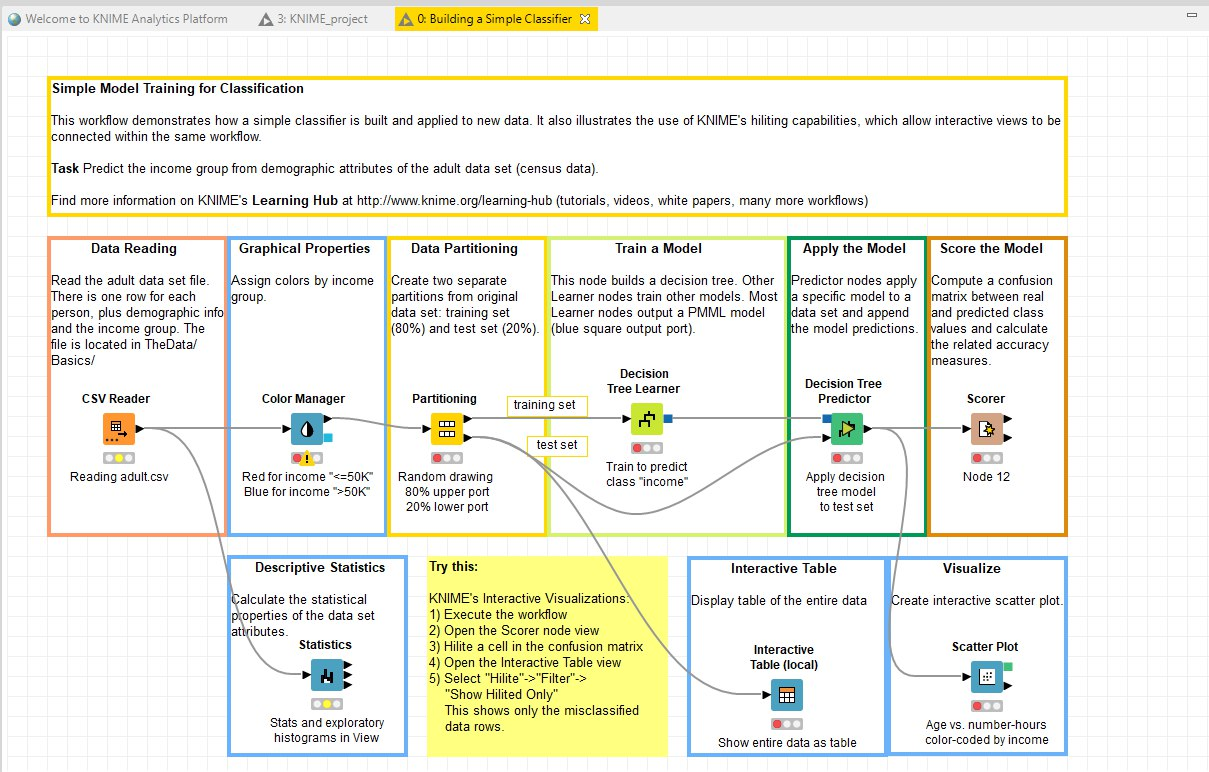 Welcome to KNIME Analytics Platform
3: KNIME_project
0: Building a Simple Classifier
Simple Model Training for Classification
This workflow demonstrates how a simple classifier is built and applied to new data. It also illustrates the use of KNIME's hiliting capabilities, which allow interactive views to be
connected within the same workflow.
Task Predict the income group from demographic attributes of the adult data set (census data).
Find more information on KNIME's Learning Hub at http://www.knime.org/learning-hub (tutorials, videos, white papers, many more workflows)
Data Reading
Read the adult data set file.
There is one row for each
person, plus demographic info
and the income group. The
file is located in TheData/
Basics/
CSV Reader
Reading adult.csv
Graphical Properties
Assign colors by income
group.
Color Manager
Red for income "<=50K"
Blue for income ">50K"
Data Partitioning
Create two separate
partitions from original
data set: training set
(80%) and test set (20%).
Partitioning
Random drawing
80% upper port
20% lower port
training set
test set
Train a Model
This node builds a decision tree. Other
Learner nodes train other models. Most
Learner nodes output a PMML model
(blue square output port).
Decision
Tree Learner
Train to predict
class "income"
Apply the Model
Predictor nodes apply
a specific model to a
data set and append
the model predictions.
Decision Tree
Predictor
Apply decision
tree model
to test set
Score the Model
Compute a confusion
matrix between real
and predicted class
values and calculate
the related accuracy
measures.
Scorer
Node 12
Descriptive Statistics
Calculate the statistical
properties of the data set
attributes.
Statistics
Stats and exploratory
histograms in View
Try this:
KNIME's Interactive Visualizations:
1) Execute the workflow
2) Open the Scorer node view
3) Hilite a cell in the confusion matrix
4) Open the Interactive Table view
5) Select "Hilite"->"Filter"->
"Show Hilited Only"
This shows only the misclassified
data rows.
Interactive Table
Display table of the entire data
Interactive
Table (local)
Show entire data as table
Visualize
Create interactive scatter plot.
Scatter Plot
Age vs. number-hours
color-coded by income